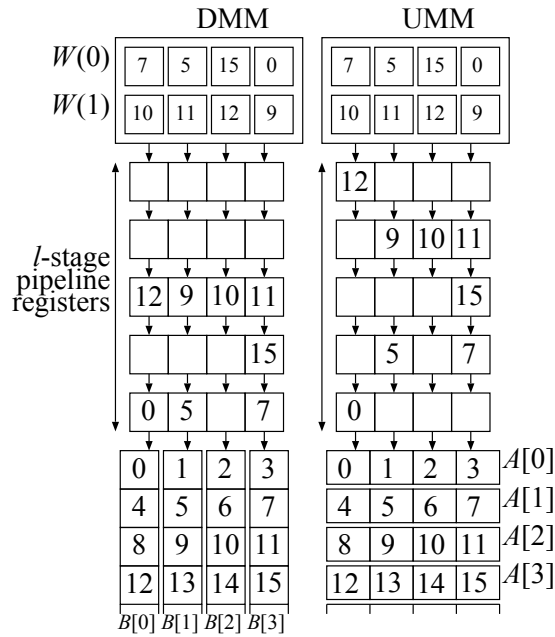 DMM UMM
W(0) 7 5 15 0 7 5 15 0
W(1) 10 11 12 9 10 11 12 9
12
9 10 11
l-stage
pipeline
registers
12 9 10 11 15
15 5 7
0 5 7 0
0 1 2 3 0 1 2 3 A[0]
4 5 6 7 4 5 6 7 A[1]
8 9 10 11 8 9 10 11 A[2]
12 13 14 15 12 13 14 15 A[3]
B[0] B[1] B[2] B[3]